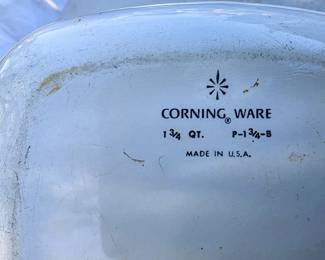 CORNING® WARE
1 3/4 QT. P-1 3/4-B
MADE IN U.S.A.